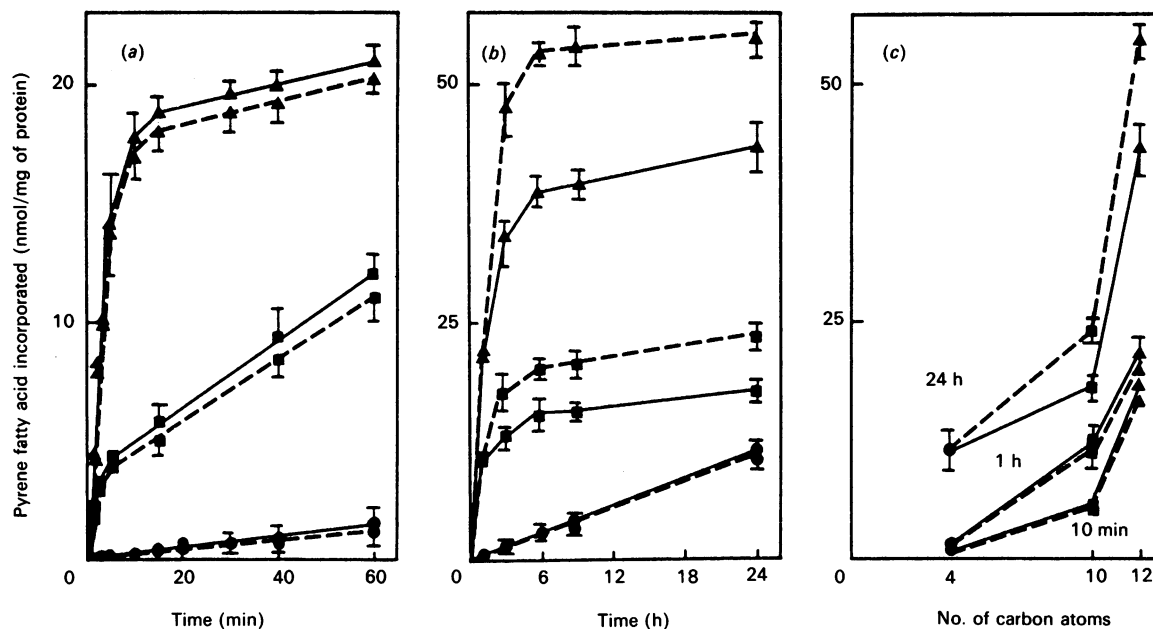 Pyrene fatty acid incorporated (nmol/mg of protein)
(a)
20
10
0
20
40
60
Time (min)
(b)
50
25
0
6
12
18
24
Time (h)
(c)
50
25
24 h
1 h
10 min
0
4
10
12
No. of carbon atoms